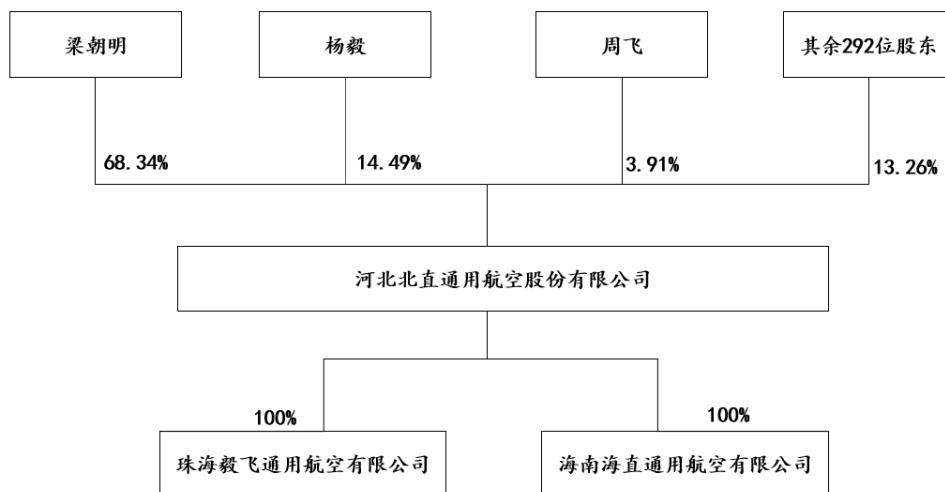 梁朝明
杨毅
周飞
其余292位股东
68.34%
14.49%
3.91%
13.26%
河北北直通用航空股份有限公司
100%
100%
珠海毅飞通用航空有限公司
海南海直通用航空有限公司